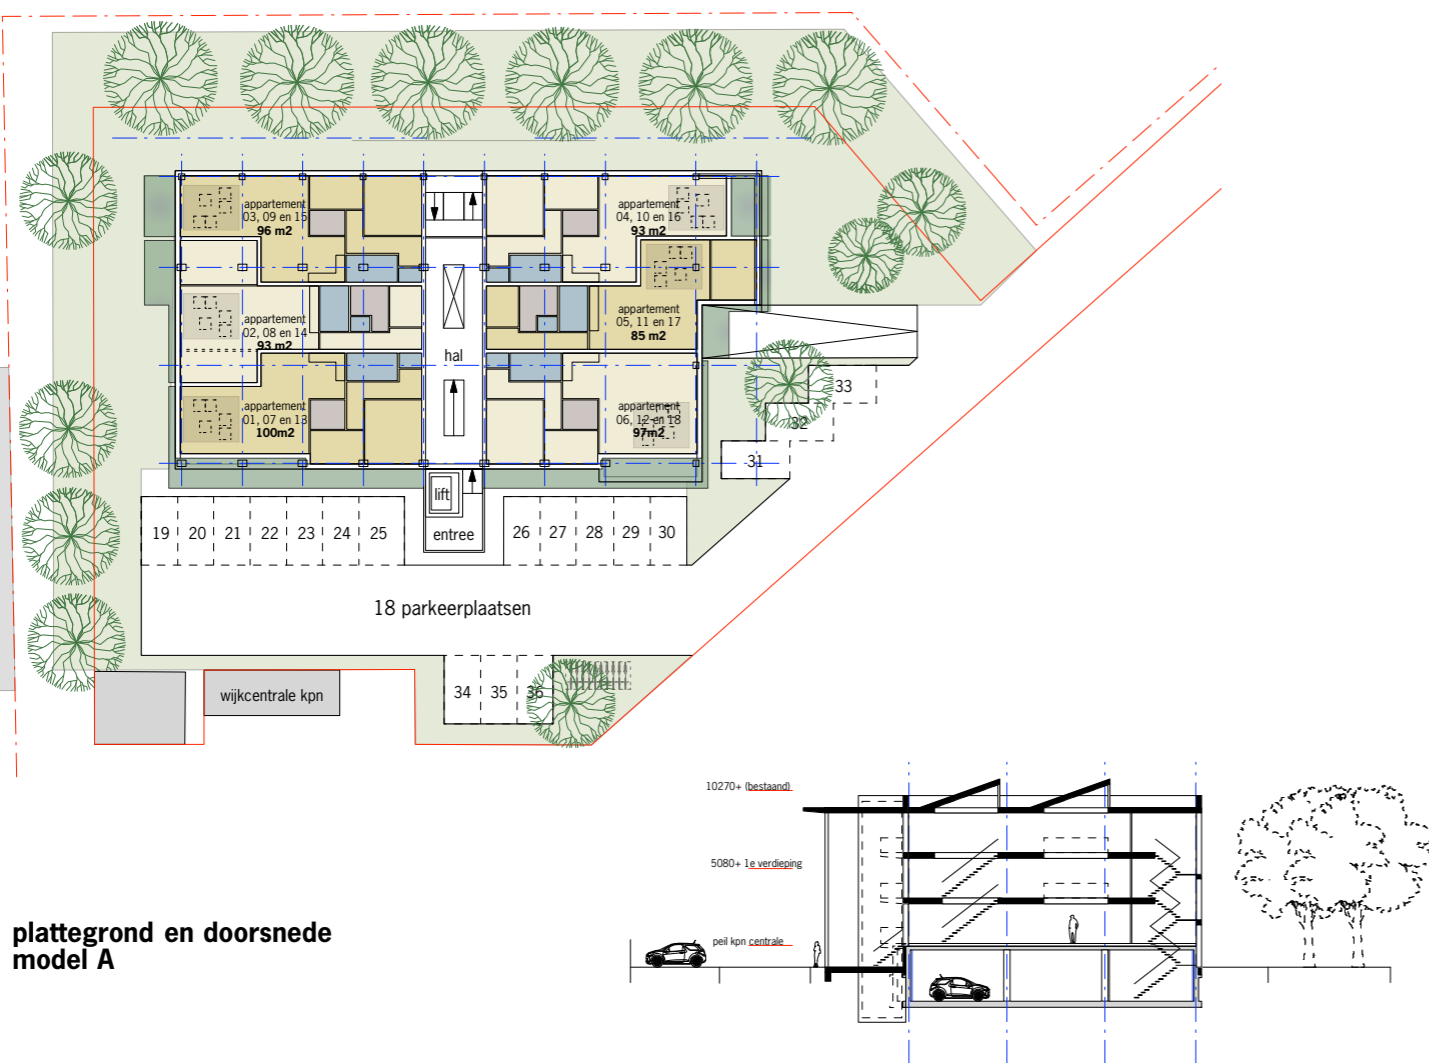 appartement
03, 09 en 15
96 m2
appartement
04, 10 en 16
93 m2
appartement
02, 08 en 14
93 m2
appartement
05, 11 en 17
85 m2
hal
appartement
01, 07 en 13
100m2
appartement
06, 12 en 18
97m2
33
32
31
lift
entree
19 20 21 22 23 24 25
26 27 28 29 30
18 parkeerplaatsen
wijkcentrale kpn
34 35 36
10270+ (bestaand)
5080+ 1e verdieping
peil kpn centrale
plattegrond en doorsnede
model A